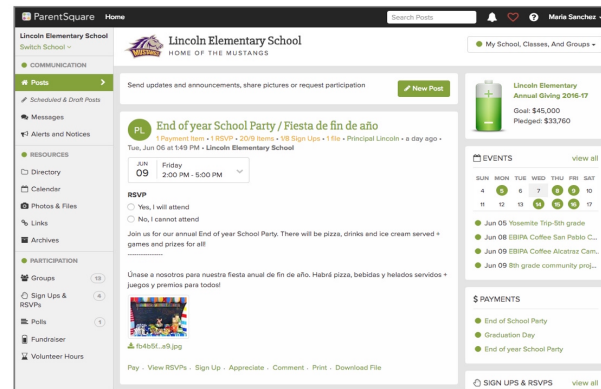 ParentSquare Home
Search Posts
Maria Sanchez
Lincoln Elementary School
Switch School
COMMUNICATION
Posts
Scheduled & Draft Posts
Messages
Alerts and Notices
RESOURCES
Directory
Calendar
Photos & Files
Links
Archives
PARTICIPATION
Groups 13
Sign Ups & RSVPs 4
Polls 1
Fundraiser
Volunteer Hours
MUSTANGS
Lincoln Elementary School
HOME OF THE MUSTANGS
My School, Classes, And Groups
Send updates and announcements, share pictures or request participation
New Post
PL
End of year School Party / Fiesta de fin de año
1 Payment Item • 1 RSVP • 20/9 Items • 1/8 Sign Ups • 1 file • Principal Lincoln • a day ago •
Tue, Jun 06 at 1:49 PM • Lincoln Elementary School
JUN
09
Friday
2:00 PM - 5:00 PM
RSVP
Yes, I will attend
No, I cannot attend
Join us for our annual End of year School Party. There will be pizza, drinks and ice cream served +
games and prizes for all!
----------------
Únase a nosotros para nuestra fiesta anual de fin de año. Habrá pizza, bebidas y helados servidos +
juegos y premios para todos!
fb4b5f...a9.jpg
Pay • View RSVPs • Sign Up • Appreciate • Comment • Print • Download File
Lincoln Elementary
Annual Giving 2016-17
Goal: $45,000
Pledged: $33,760
EVENTS view all
SUN MON TUE WED THU FRI SAT
4 5 6 7 8 9 10
11 12 13 14 15 16 17
Jun 05 Yosemite Trip-5th grade
Jun 08 EBIPA Coffee San Pablo C...
Jun 09 EBIPA Coffee Alcatraz Cam..
Jun 09 8th grade community proj...
$ PAYMENTS
End of School Party
Graduation Day
End of year School Party
SIGN UPS & RSVPS view all